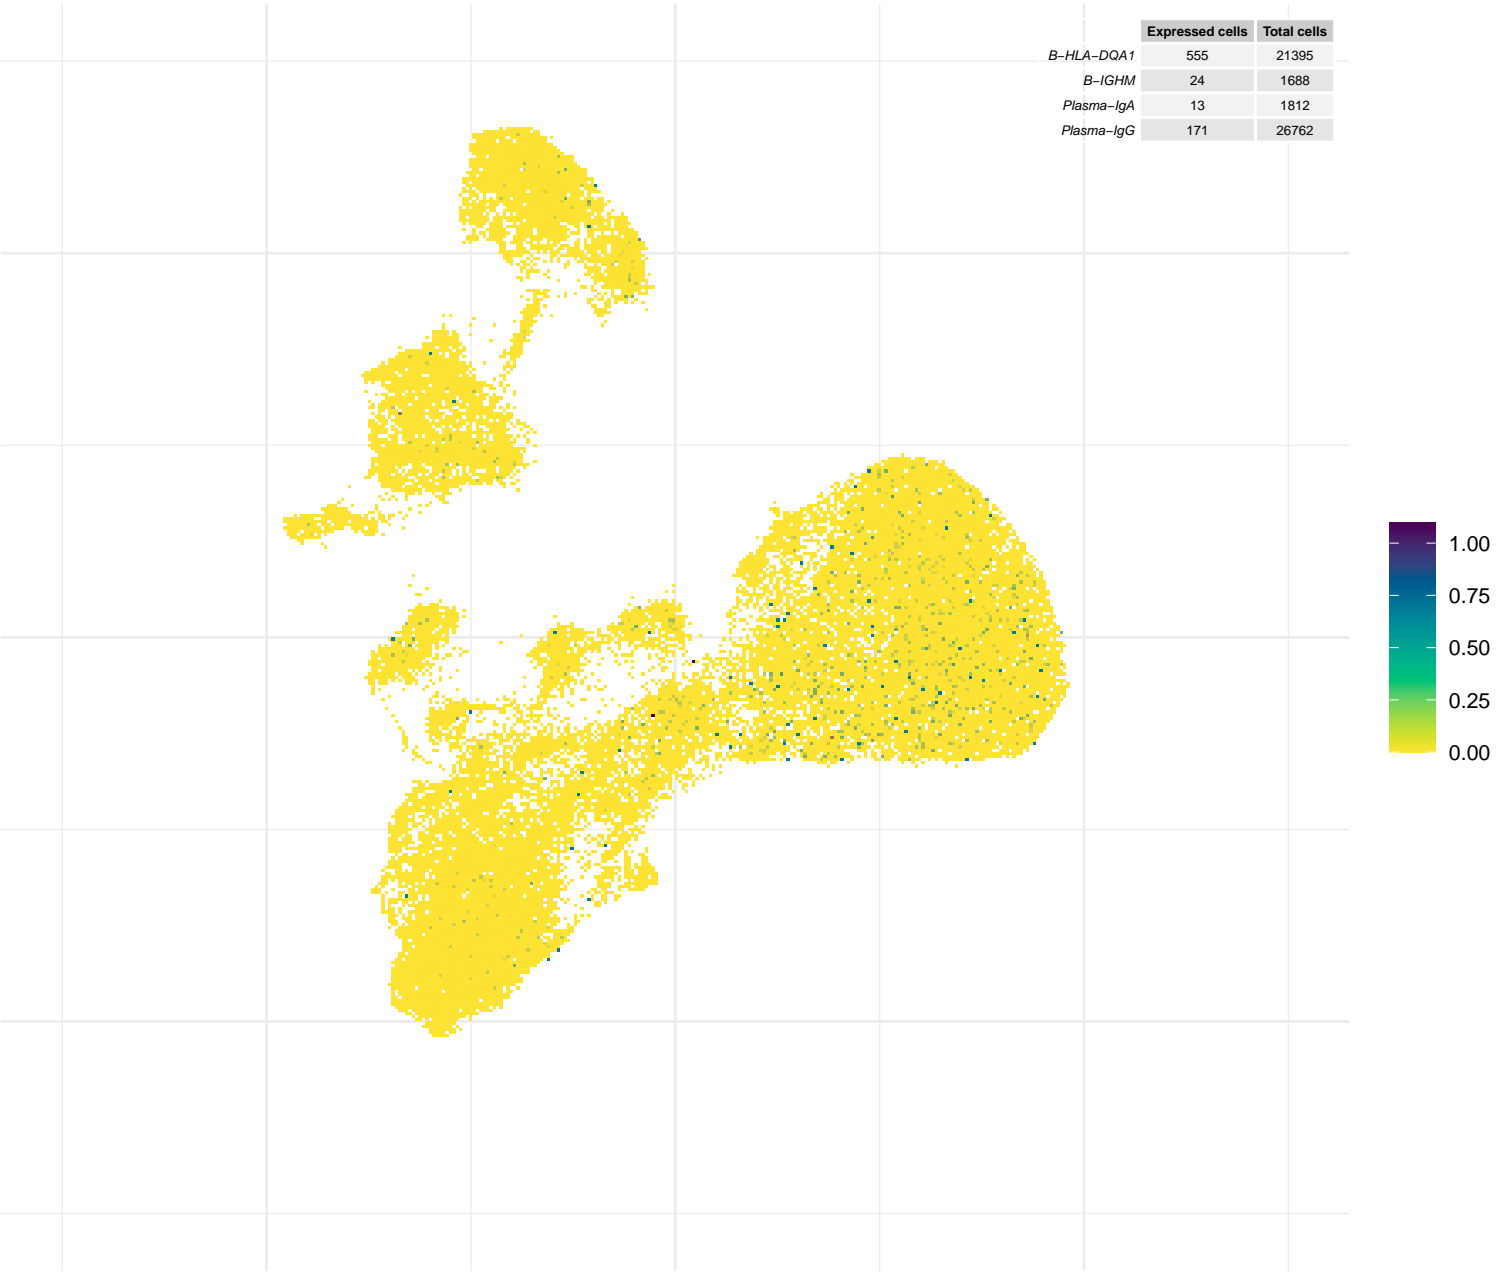 Expressed cells Total cells
B−HLA−DQA1 555 21395
B−IGHM 24 1688
Plasma−IgA 13 1812
Plasma−IgG 171 26762
1.00
0.75
0.50
0.25
0.00